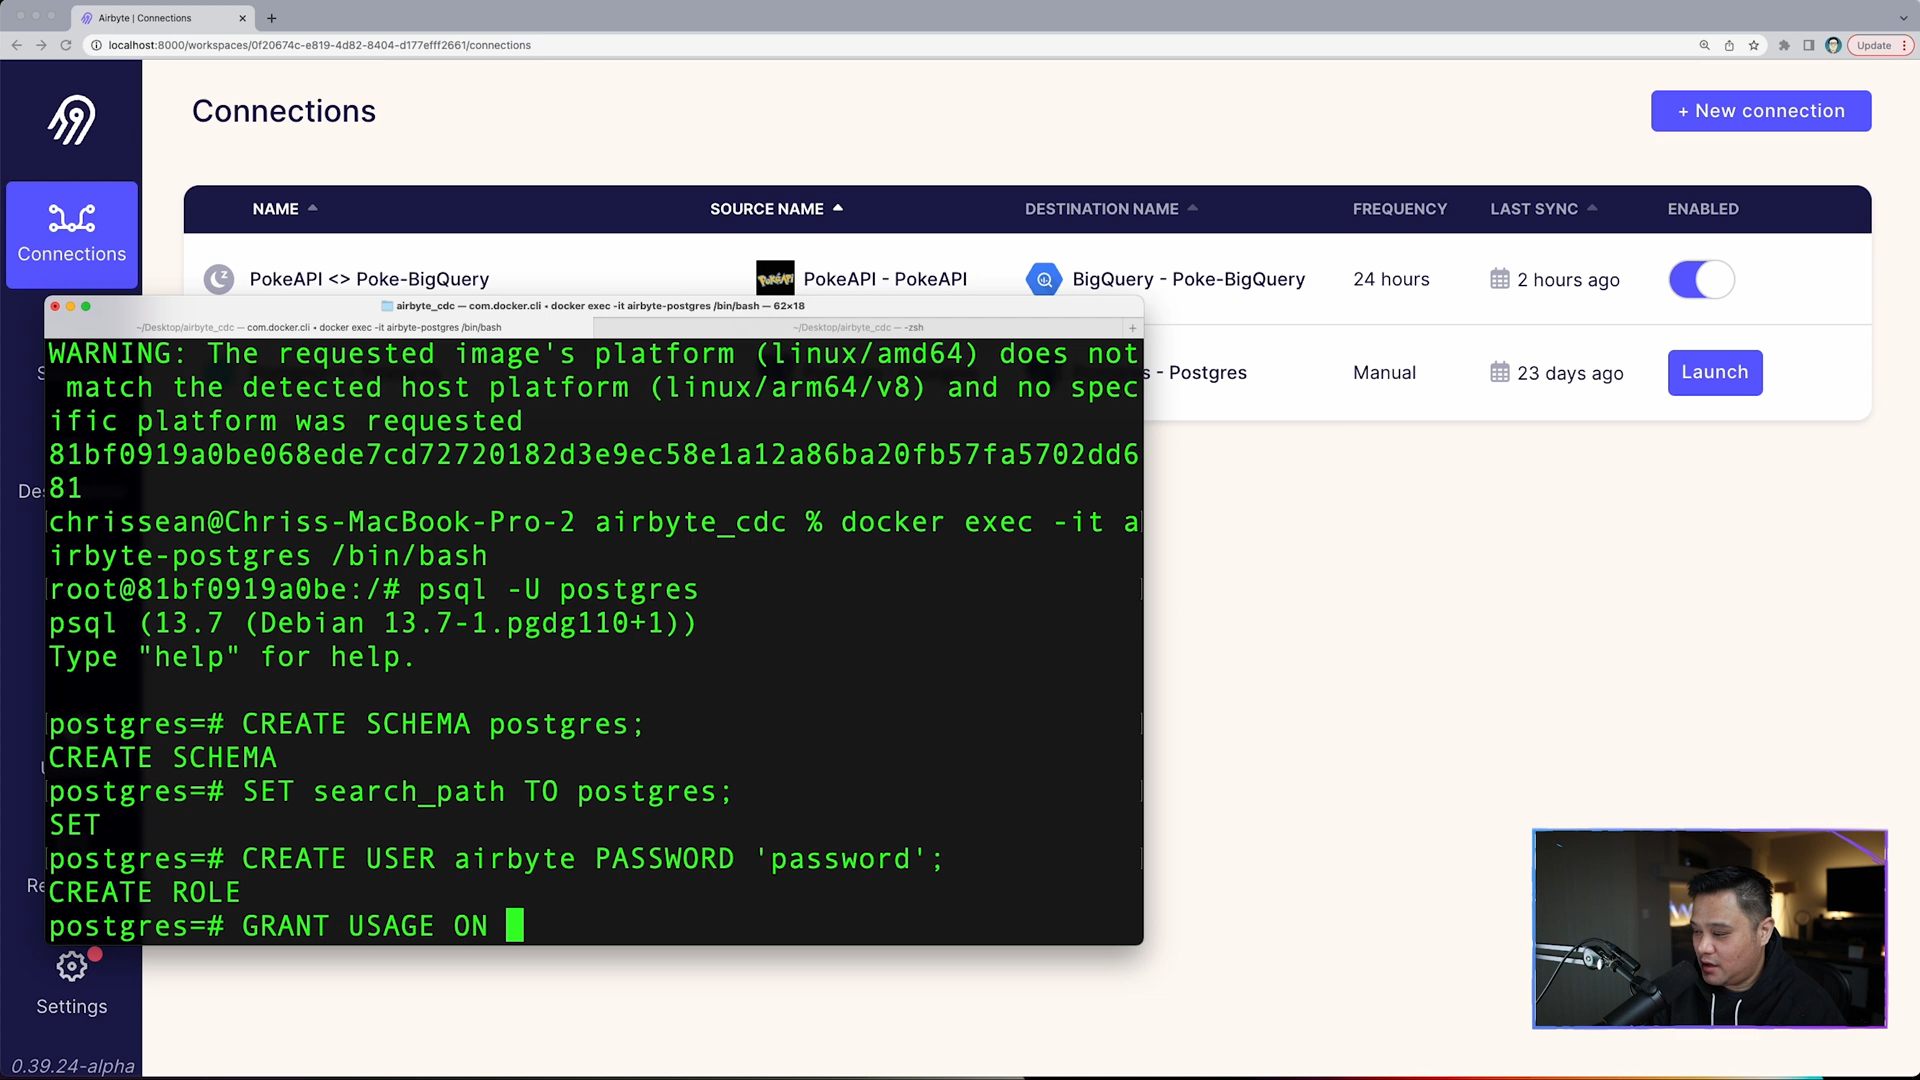 Airbyte | Connections
localhost:8000/workspaces/0f20674c-e819-4d82-8404-d177efff2661/connections
Update
Connections
+ New connection
NAME SOURCE NAME DESTINATION NAME FREQUENCY LAST SYNC ENABLED
Connections
PokeAPI <> Poke-BigQuery PokéAPI PokeAPI - PokeAPI BigQuery - Poke-BigQuery 24 hours 2 hours ago
s - Postgres Manual 23 days ago Launch
airbyte_cdc — com.docker.cli • docker exec -it airbyte-postgres /bin/bash — 62×18
~/Desktop/airbyte_cdc — com.docker.cli • docker exec -it airbyte-postgres /bin/bash
~/Desktop/airbyte_cdc — -zsh
WARNING: The requested image's platform (linux/amd64) does not
match the detected host platform (linux/arm64/v8) and no spec
ific platform was requested
81bf0919a0be068ede7cd72720182d3e9ec58e1a12a86ba20fb57fa5702dd6
81
chrissean@Chriss-MacBook-Pro-2 airbyte_cdc % docker exec -it a
irbyte-postgres /bin/bash
root@81bf0919a0be:/# psql -U postgres
psql (13.7 (Debian 13.7-1.pgdg110+1))
Type "help" for help.
postgres=# CREATE SCHEMA postgres;
CREATE SCHEMA
postgres=# SET search_path TO postgres;
SET
postgres=# CREATE USER airbyte PASSWORD 'password';
CREATE ROLE
postgres=# GRANT USAGE ON
S
Des
Re
Settings
0.39.24-alpha